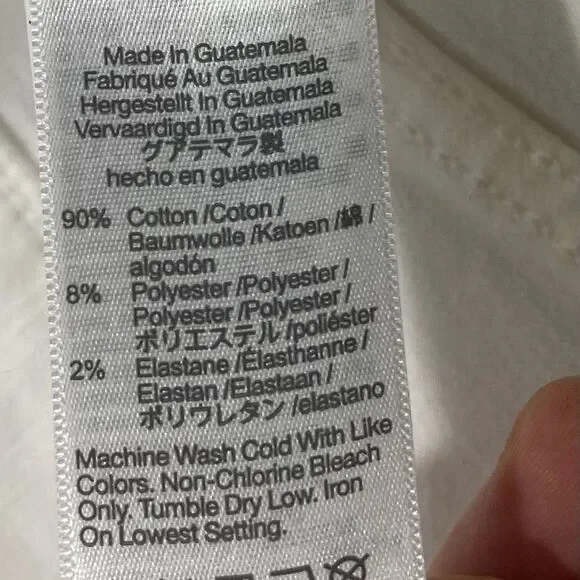 Made In Guatemala
Fabriqué Au Guatemala
Hergestellt In Guatemala
Vervaardigd In Guatemala
グアテマラ製
hecho en guatemala
90% Cotton /Coton /
Baumwolle /Katoen /綿 /
algodón
8% Polyester /Polyester /
Polyester /Polyester /
ポリエステル /poliéster
2% Elastane /Élasthanne /
Elastan /Elastaan /
ポリウレタン /elastano
Machine Wash Cold With Like
Colors. Non-Chlorine Bleach
Only. Tumble Dry Low. Iron
On Lowest Setting.